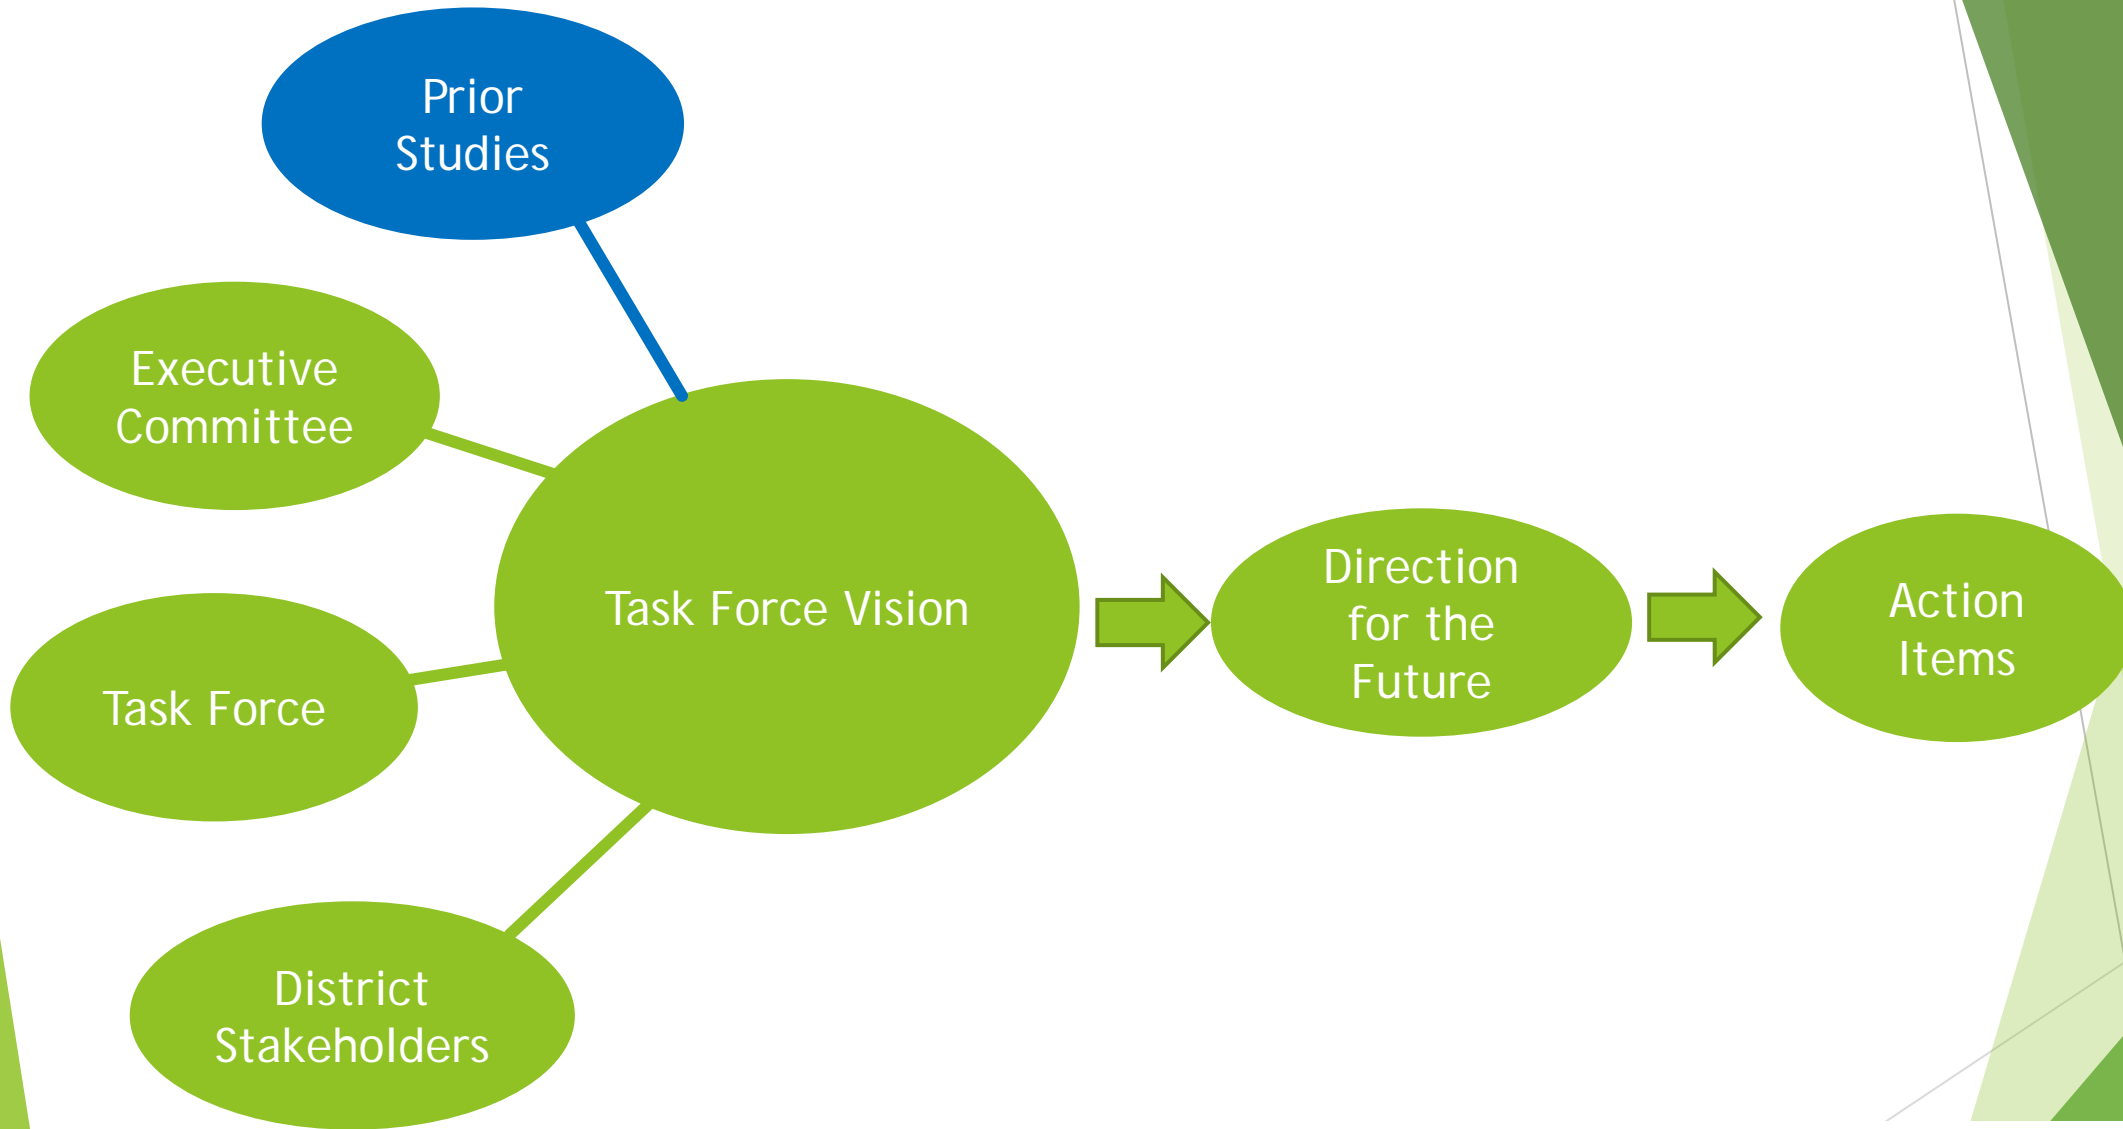 Prior
Studies
Executive
Committee
Task Force Vision
Direction
for the
Future
Action
Items
Task Force
District
Stakeholders